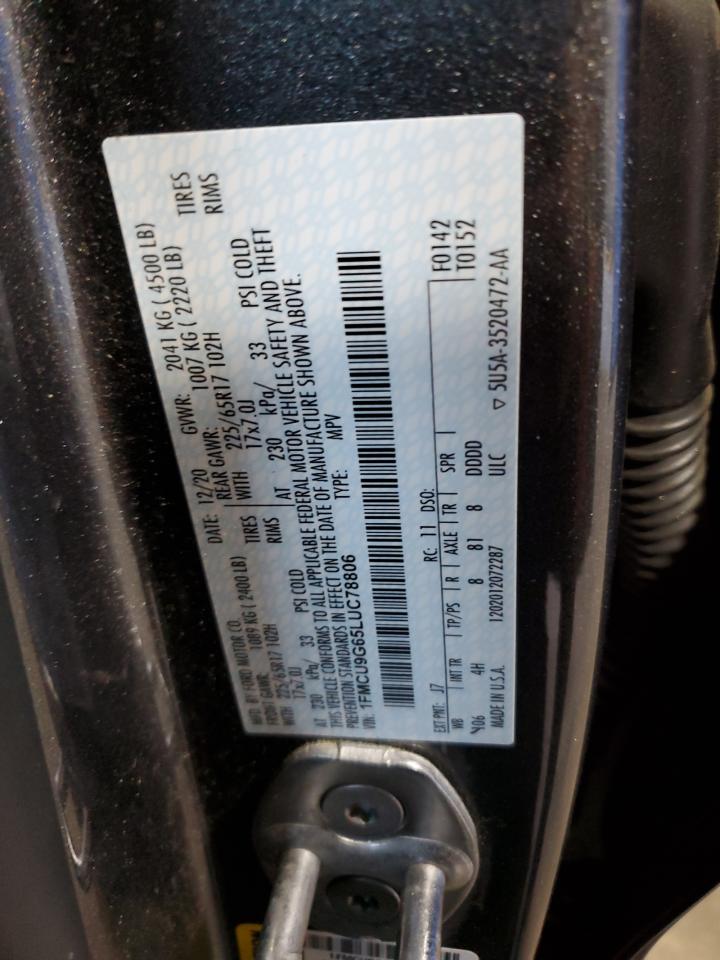 MFD. BY FORD MOTOR CO.
DATE: 12/20 GVWR: 2041 KG ( 4500 LB)
FRONT GAWR: 1089 KG ( 2400 LB) REAR GAWR: 1007 KG ( 2220 LB)
WITH 225/65R17 102H TIRES WITH 225/65R17 102H TIRES
17x7.0J RIMS 17x7.0J RIMS
AT 230 kPa/ 33 PSI COLD AT 230 kPa/ 33 PSI COLD
THIS VEHICLE CONFORMS TO ALL APPLICABLE FEDERAL MOTOR VEHICLE SAFETY AND THEFT
PREVENTION STANDARDS IN EFFECT ON THE DATE OF MANUFACTURE SHOWN ABOVE.
VIN: 1FMCU9G65LUC78806 TYPE: MPV
F0142
T0152
EXT PNT: J7 RC: 11 DSO:
WB INT TR TP/PS R AXLE TR SPR
106 4H 8 81 8 DDDD
MADE IN U.S.A. 1202012072287 ULC ▽ 5U5A-3520472-AA